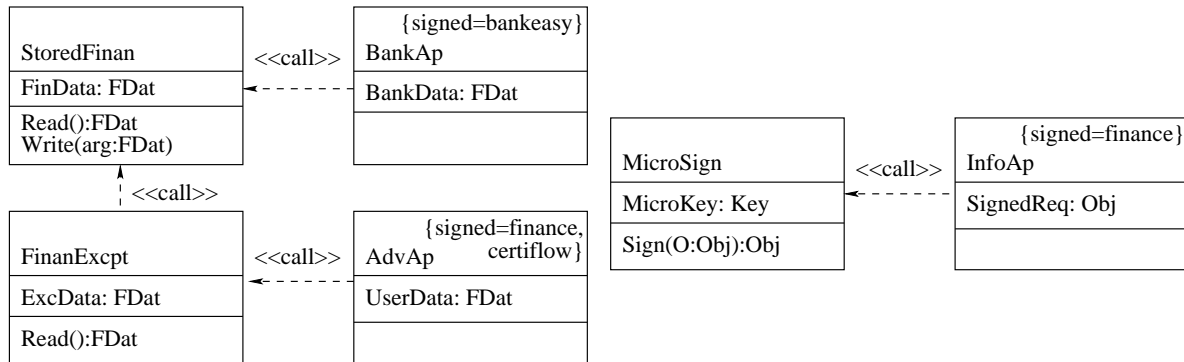 {signed=bankeasy}
StoredFinan
<<call>>
BankAp
FinData: FDat
BankData: FDat
Read():FDat
Write(arg:FDat)
<<call>>
FinanExcpt
<<call>>
{signed=finance,
certiflow}
AdvAp
ExcData: FDat
UserData: FDat
Read():FDat
{signed=finance}
MicroSign
<<call>>
InfoAp
MicroKey: Key
SignedReq: Obj
Sign(O:Obj):Obj